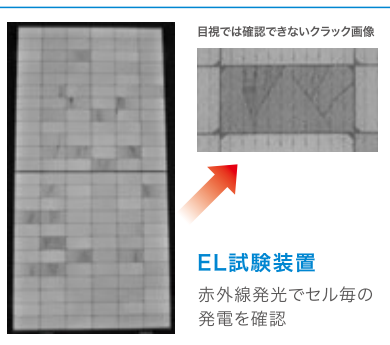 目視では確認できないクラック画像
EL試験装置
赤外線発光でセル毎の
発電を確認